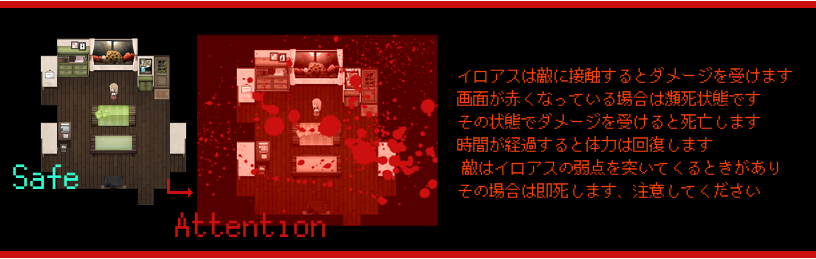 Safe
Attention
イロアスは敵に接触するとダメージを受けます
画面が赤くなっている場合は瀕死状態です
その状態でダメージを受けると死亡します
時間が経過すると体力は回復します
敵はイロアスの弱点を突いてくるときがあり
その場合は即死します、注意してください